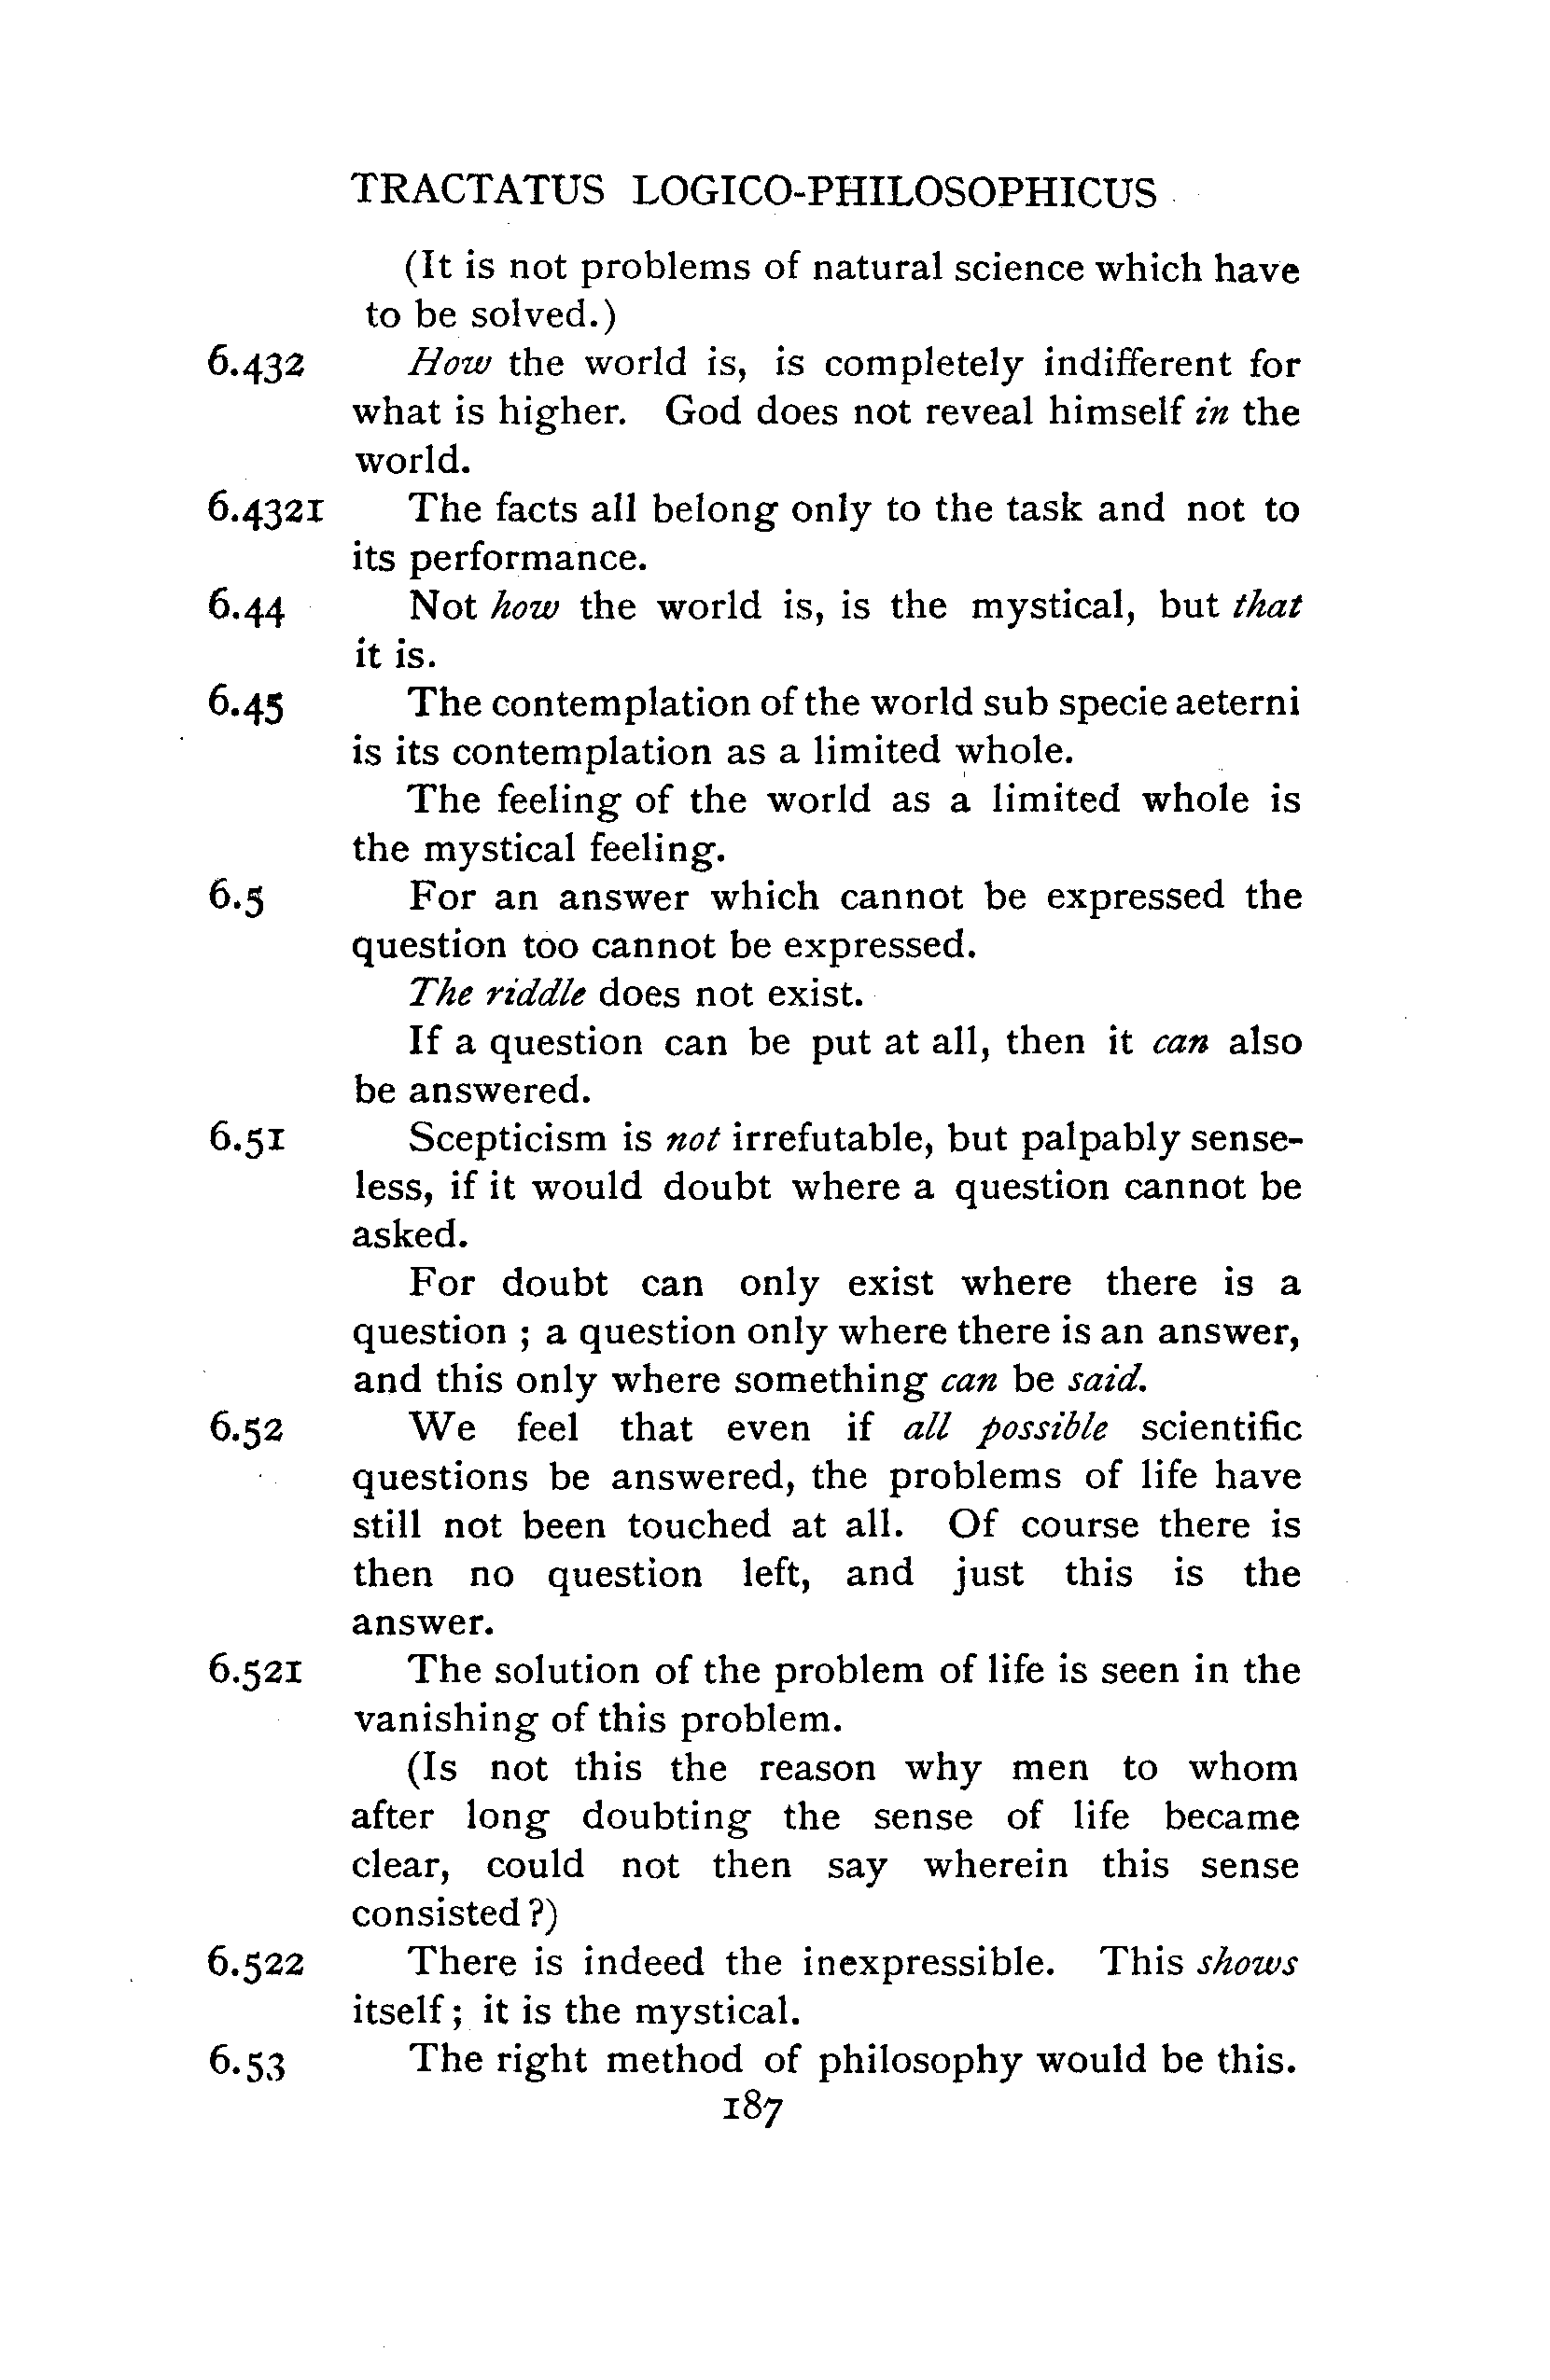 TRACTATUS LOGICO-PHILOSOPHICUS
(It is not problems of natural science which have
to be solved.)
6.432 How the world is, is completely indifferent for
what is higher. God does not reveal himself in the
world.
6.4321 The facts all belong only to the task and not to
its performance.
6.44 Not how the world is, is the mystical, but that
it is.
6.45 The contemplation of the world sub specie aeterni
is its contemplation as a limited whole.
The feeling of the world as a limited whole is
the mystical feeling.
6.5 For an answer which cannot be expressed the
question too cannot be expressed.
The riddle does not exist.
If a question can be put at all, then it can also
be answered.
6.51 Scepticism is not irrefutable, but palpably sense-
less, if it would doubt where a question cannot be
asked.
For doubt can only exist where there is a
question ; a question only where there is an answer,
and this only where something can be said.
6.52 We feel that even if all possible scientific
questions be answered, the problems of life have
still not been touched at all. Of course there is
then no question left, and just this is the
answer.
6.521 The solution of the problem of life is seen in the
vanishing of this problem.
(Is not this the reason why men to whom
after long doubting the sense of life became
clear, could not then say wherein this sense
consisted ?)
6.522 There is indeed the inexpressible. This shows
itself ; it is the mystical.
6.53 The right method of philosophy would be this.
187